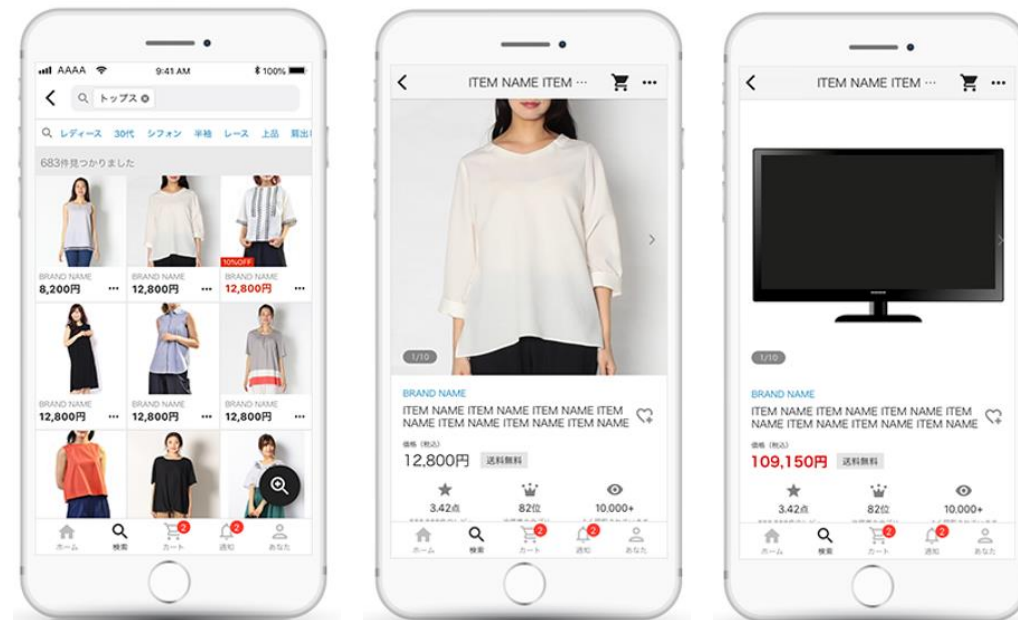 AAAA
9:41 AM
100%
トップス
レディース 30代 シフォン 半袖 レース 上品 肩出し
683件見つかりました
10%OFF
BRAND NAME BRAND NAME BRAND NAME
8,200円 12,800円 12,800円
BRAND NAME BRAND NAME BRAND NAME
12,800円 12,800円 12,800円
ホーム 検索 カート 2 通知 2 あなた
ITEM NAME ITEM …
1/10
BRAND NAME
ITEM NAME ITEM NAME ITEM NAME ITEM
NAME ITEM NAME ITEM NAME ITEM NAME
価格（税込）
12,800円 送料無料
3.42点 82位 10,000+
ホーム 検索 カート 2 通知 2 あなた
ITEM NAME ITEM …
1/10
BRAND NAME
ITEM NAME ITEM NAME ITEM NAME ITEM
NAME ITEM NAME ITEM NAME ITEM NAME
価格（税込）
109,150円 送料無料
3.42点 82位 10,000+
ホーム 検索 カート 2 通知 2 あなた